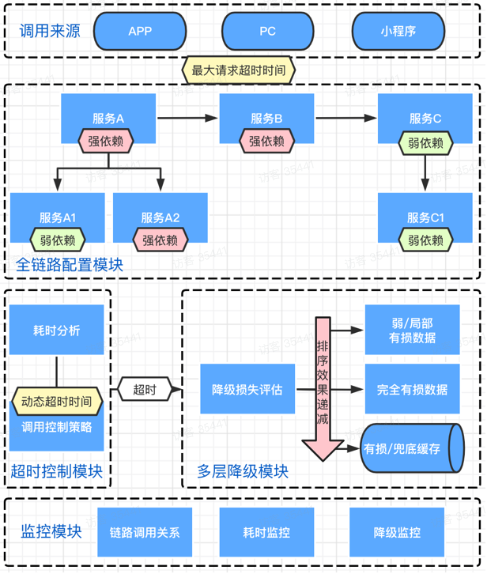 调用来源
APP
PC
小程序
最大请求超时时间
服务A
强依赖
服务B
强依赖
服务C
弱依赖
服务A1
弱依赖
服务A2
强依赖
服务C1
弱依赖
全链路配置模块
耗时分析
动态超时时间
调用控制策略
超时控制模块
超时
降级损失评估
排序效果递减
弱/局部
有损数据
完全有损数据
有损/兜底缓存
多层降级模块
监控模块
链路调用关系
耗时监控
降级监控